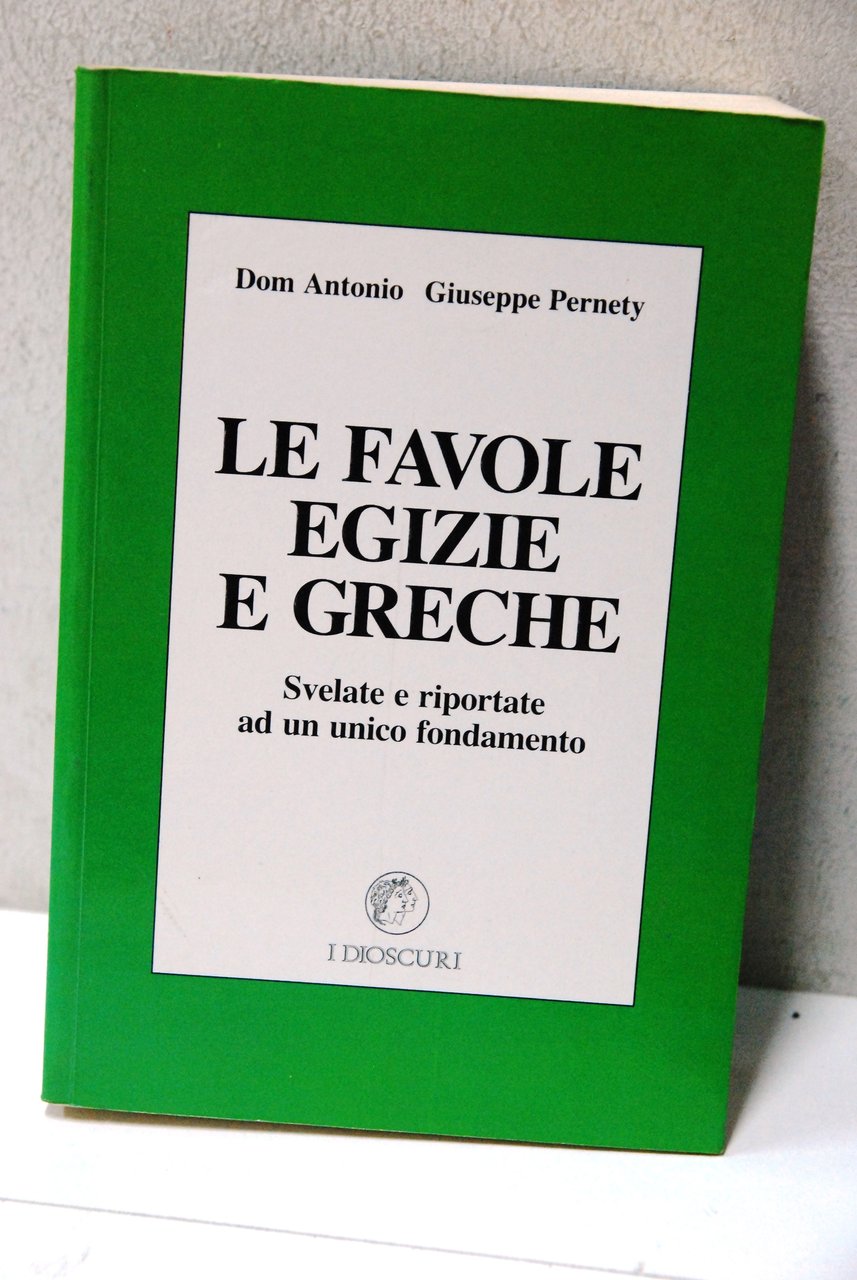 Dom Antonio Giuseppe Pernety
LE FAVOLE
EGIZIE
E GRECHE
Svelate e riportate
ad un unico fondamento
I DIOSCURI